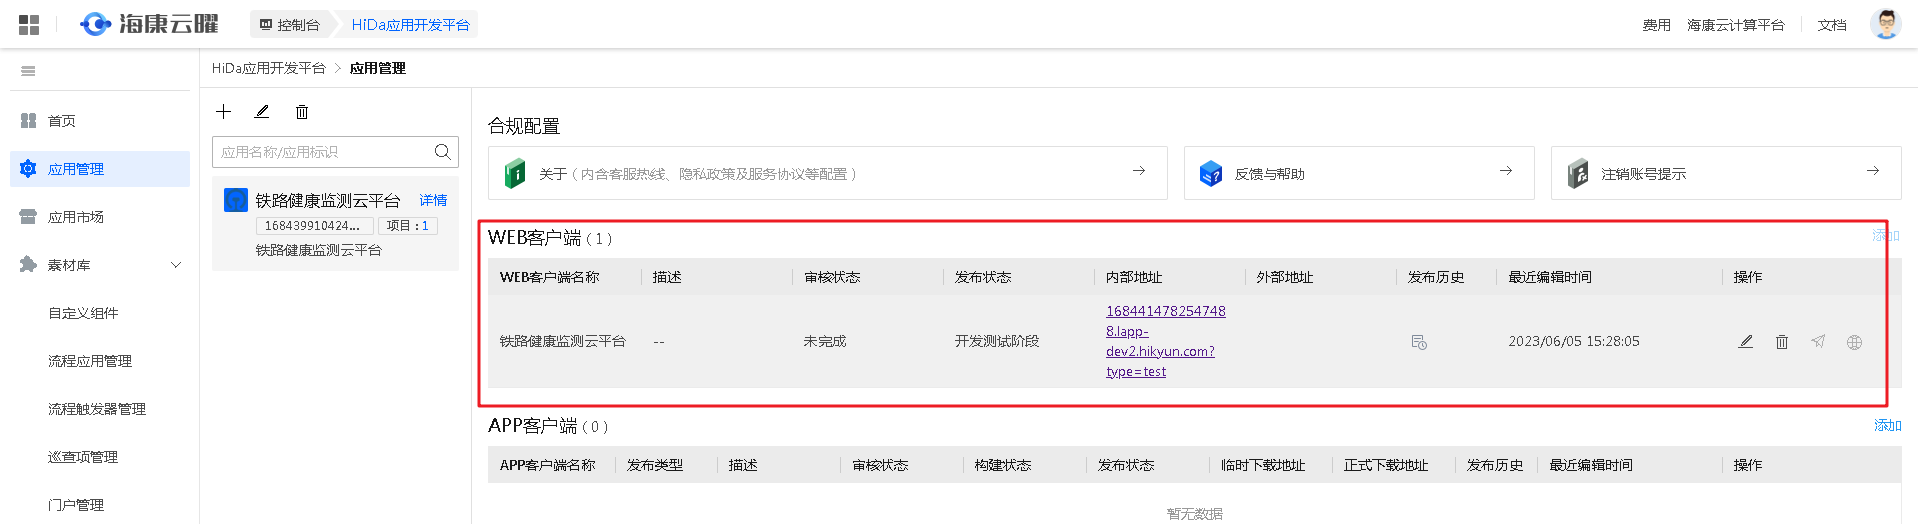 海康云曜 控制台 HiDa应用开发平台 费用 海康云计算平台 文档
HiDa应用开发平台 > 应用管理
首页
应用管理
应用市场
素材库
自定义组件
流程应用管理
流程触发器管理
巡查项管理
门户管理
应用名称/应用标识
铁路健康监测云平台 详情
168439910424... 项目：1
铁路健康监测云平台
合规配置
关于（内含客服热线、隐私政策及服务协议等配置） 反馈与帮助 注销账号提示
WEB客户端（1） 添加
WEB客户端名称 描述 审核状态 发布状态 内部地址 外部地址 发布历史 最近编辑时间 操作
铁路健康监测云平台 -- 未完成 开发测试阶段 168441478254748 2023/06/05 15:28:05
8.lapp-
dev2.hikyun.com?
type=test
APP客户端（0） 添加
APP客户端名称 发布类型 描述 审核状态 构建状态 发布状态 临时下载地址 正式下载地址 发布历史 最近编辑时间 操作
暂无数据